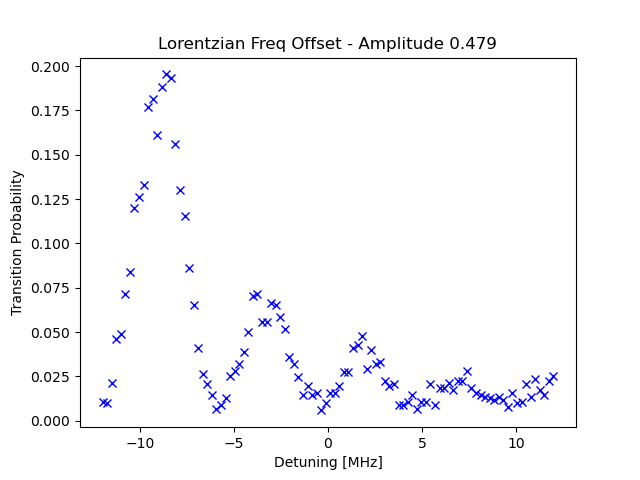 Lorentzian Freq Offset - Amplitude 0.479
Transition Probability
0.200
0.175
0.150
0.125
0.100
0.075
0.050
0.025
0.000
−10 −5 0 5 10
Detuning [MHz]